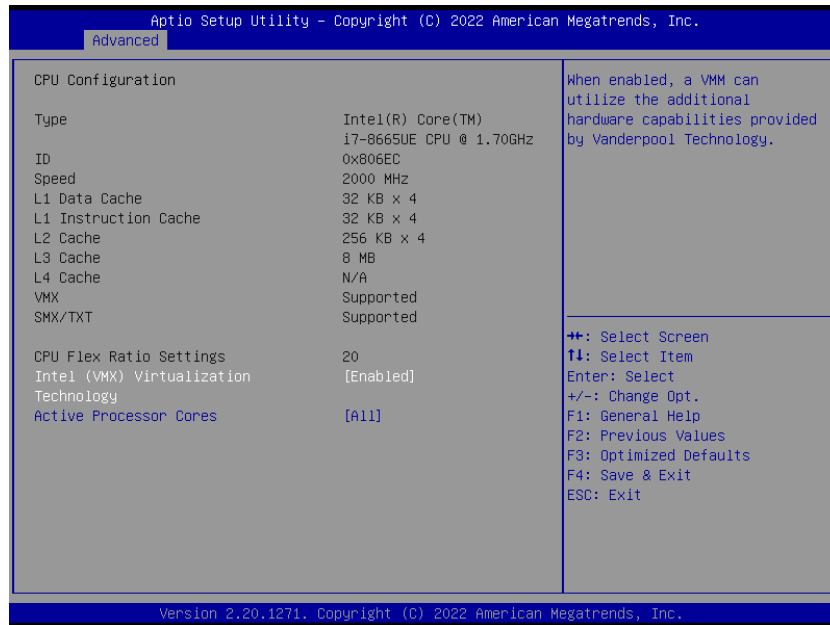 Aptio Setup Utility – Copyright (C) 2022 American Megatrends, Inc.
Advanced
CPU Configuration
Type Intel(R) Core(TM)
i7-8665UE CPU @ 1.70GHz
ID 0x806EC
Speed 2000 MHz
L1 Data Cache 32 KB x 4
L1 Instruction Cache 32 KB x 4
L2 Cache 256 KB x 4
L3 Cache 8 MB
L4 Cache N/A
VMX Supported
SMX/TXT Supported
CPU Flex Ratio Settings 20
Intel (VMX) Virtualization [Enabled]
Technology
Active Processor Cores [All]
When enabled, a VMM can
utilize the additional
hardware capabilities provided
by Vanderpool Technology.
→←: Select Screen
↑↓: Select Item
Enter: Select
+/-: Change Opt.
F1: General Help
F2: Previous Values
F3: Optimized Defaults
F4: Save & Exit
ESC: Exit
Version 2.20.1271. Copyright (C) 2022 American Megatrends, Inc.